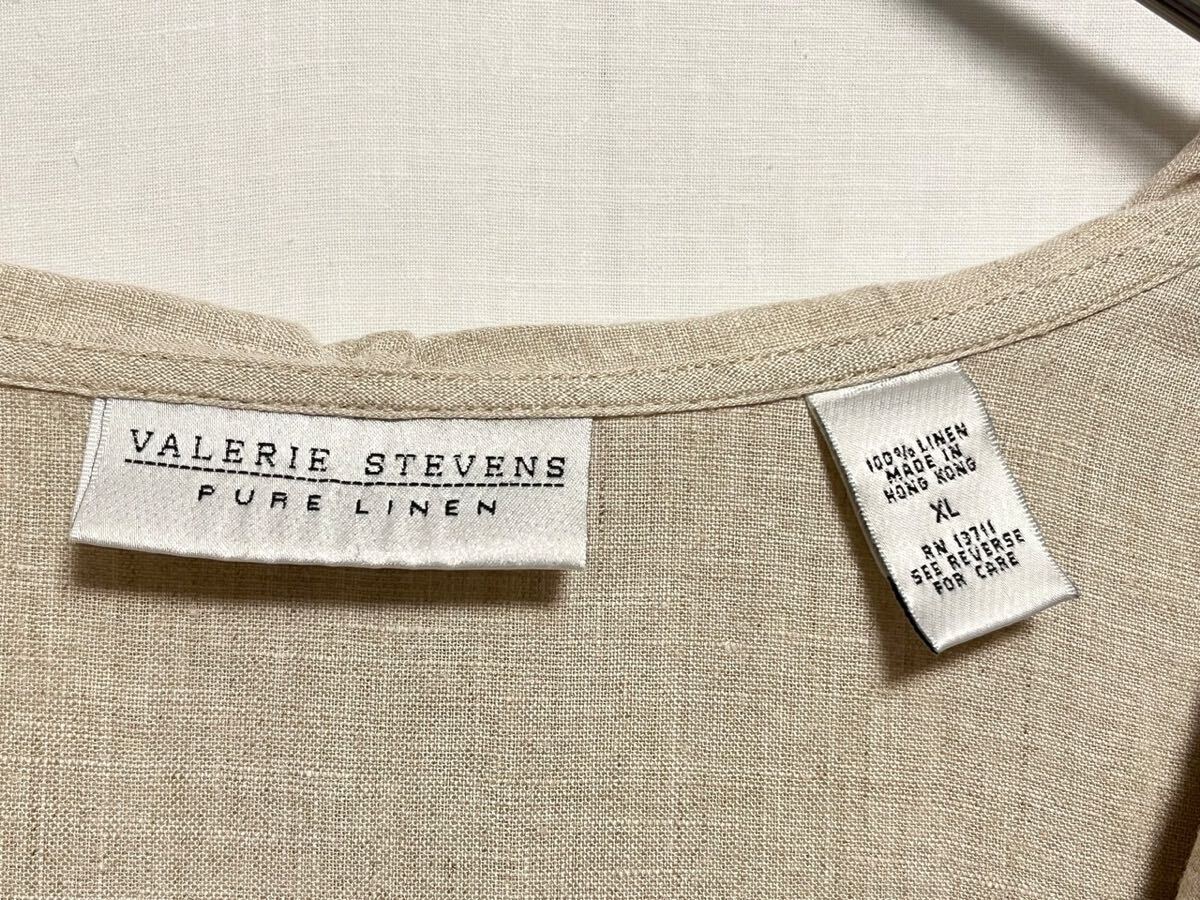 VALERIE STEVENS
PURE LINEN
100% LINEN
MADE IN
HONG KONG
XL
RN 13711
SEE REVERSE
FOR CARE